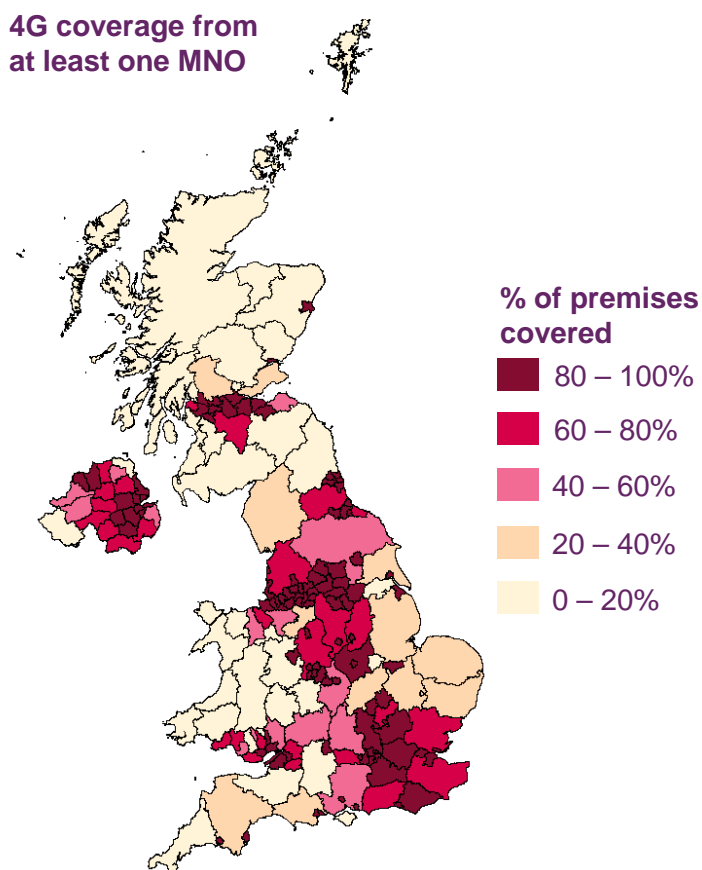 4G coverage from
at least one MNO
% of premises
covered
80 – 100%
60 – 80%
40 – 60%
20 – 40%
0 – 20%